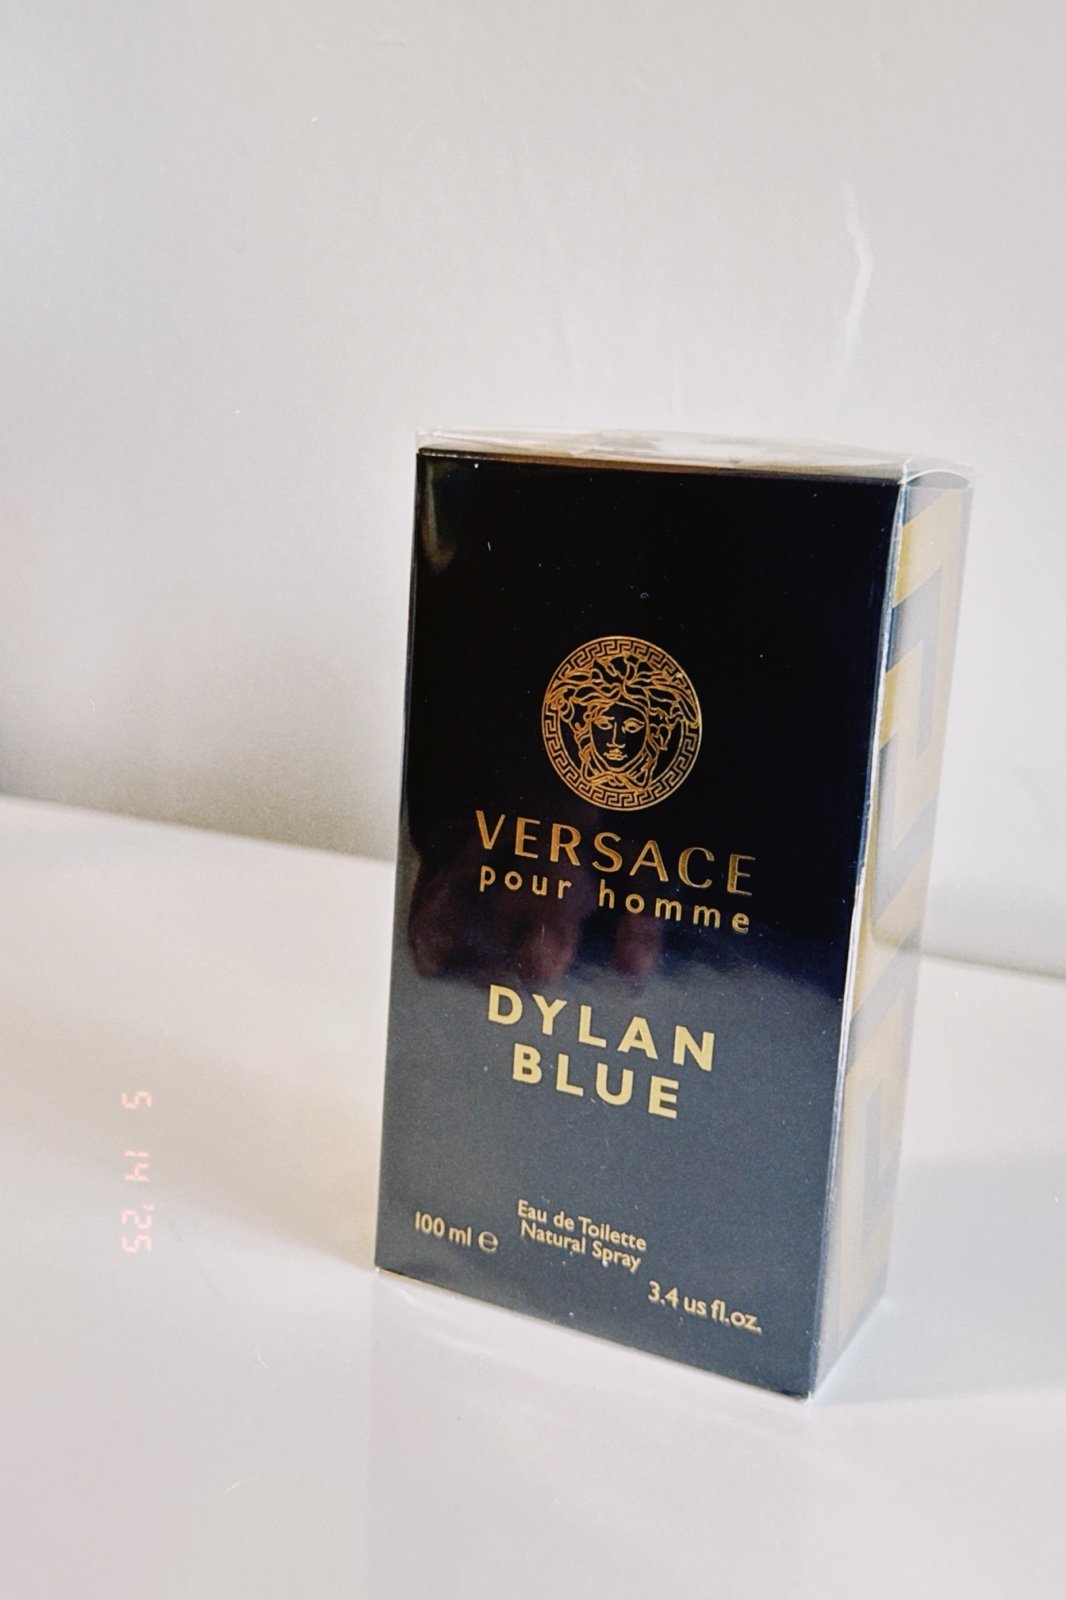 VERSACE
pour homme
DYLAN
BLUE
100 ml ℮
Eau de Toilette
Natural Spray
3.4 us fl.oz.
5 14 '25